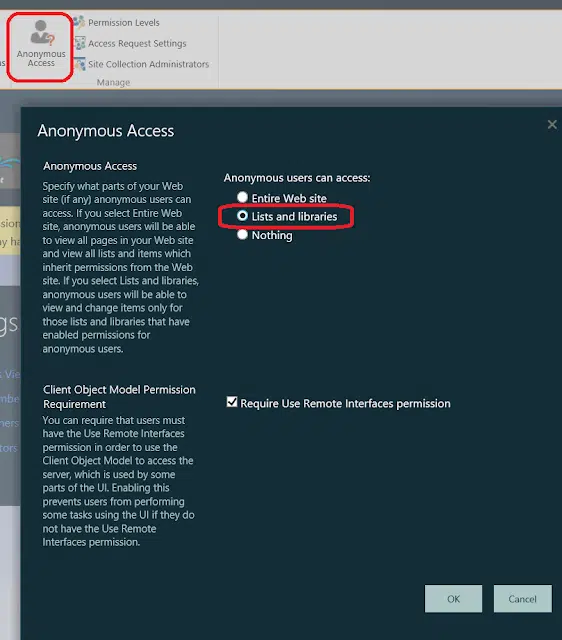 Anonymous
Access
Permission Levels
Access Request Settings
Site Collection Administrators
Manage
Anonymous Access
Anonymous Access
Specify what parts of your Web
site (if any) anonymous users can
access. If you select Entire Web
site, anonymous users will be able
to view all pages in your Web site
and view all lists and items which
inherit permissions from the Web
site. If you select Lists and libraries,
anonymous users will be able to
view and change items only for
those lists and libraries that have
enabled permissions for
anonymous users.
Anonymous users can access:
Entire Web site
Lists and libraries
Nothing
Client Object Model Permission
Requirement
You can require that users must
have the Use Remote Interfaces
permission in order to use the
Client Object Model to access the
server, which is used by some
parts of the UI. Enabling this
prevents users from performing
some tasks using the UI if they do
not have the Use Remote
Interfaces permission.
Require Use Remote Interfaces permission
OK
Cancel